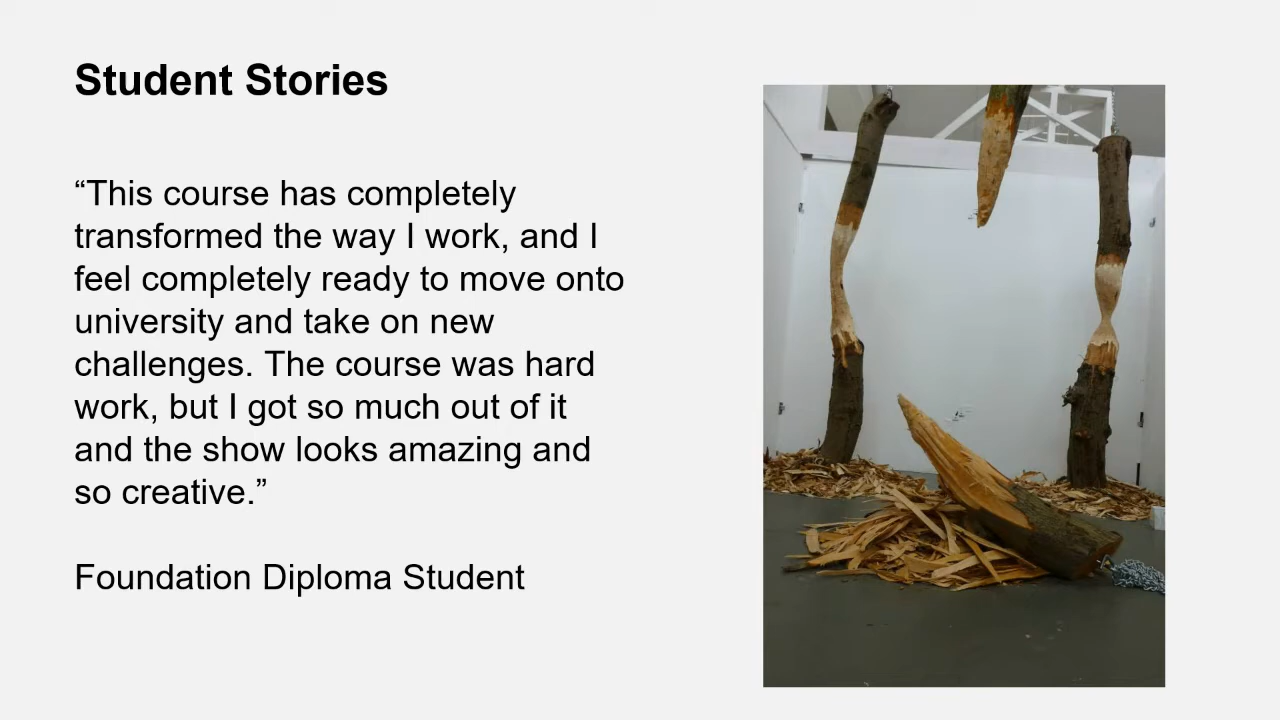 Student Stories
“This course has completely
transformed the way I work, and I
feel completely ready to move onto
university and take on new
challenges. The course was hard
work, but I got so much out of it
and the show looks amazing and
so creative.”
Foundation Diploma Student